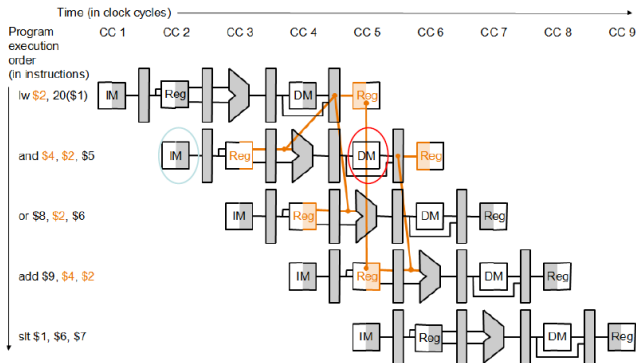 Time (in clock cycles)
Program
execution
order
(in instructions)
CC 1 CC 2 CC 3 CC 4 CC 5 CC 6 CC 7 CC 8 CC 9
lw $2, 20($1) IM Reg DM Reg
and $4, $2, $5 IM Reg DM Reg
or $8, $2, $6 IM Reg DM Reg
add $9, $4, $2 IM Reg DM Reg
slt $1, $6, $7 IM Reg DM Reg